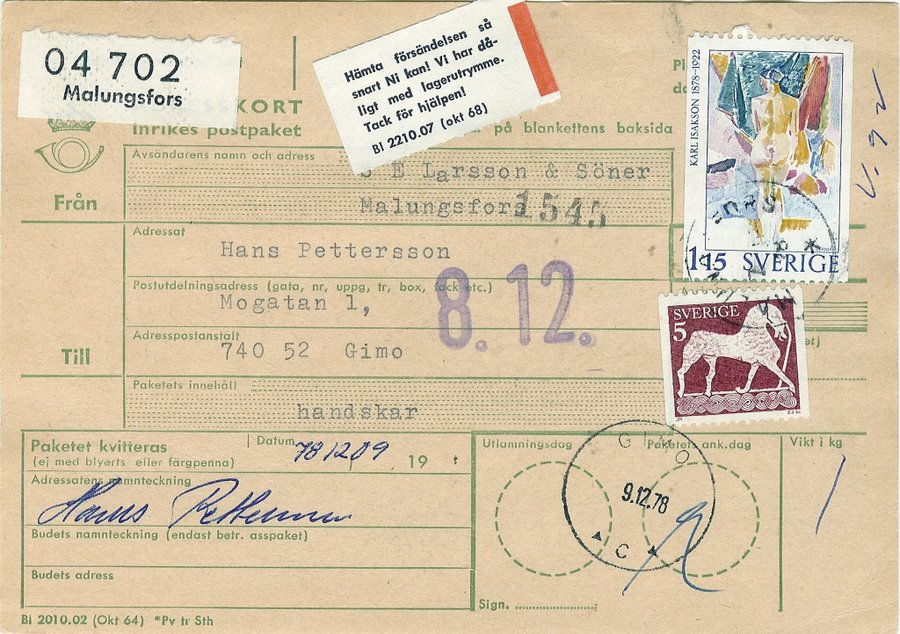 04 702
Malungsfors
Hämta försändelsen så
snart Ni kan! Vi har då-
ligt med lagerutrymme.
Tack för hjälpen!
Bl 2210.07 (okt 68)
KORT
Inrikes postpaket
på blankettens baksida
KARL ISAKSON 1878-1922
1.15 SVERIGE
Avsändarens namn och adress
S E Larsson & Söner
Från
Malungsfors
1545
Adressat
Hans Pettersson
Postutdelningsadress (gata, nr, uppg, tr, box, fack etc.)
Mogatan 1,
8.12.
Adresspostanstalt
Till
740 52 Gimo
SVERIGE
5
Paketets innehåll
handskar
Paketet kvitteras
(ej med blyerts eller färgpenna)
Datum
781209
19
Utlämningsdag
Paketets ank.dag
Vikt i kg
1
Adressatens namnteckning
Hans Pettersson
GIMO
9.12.78
C
Budets namnteckning (endast betr. asspaket)
Budets adress
Sign.
Bl 2010.02 (Okt 64) *Pv tr Sth